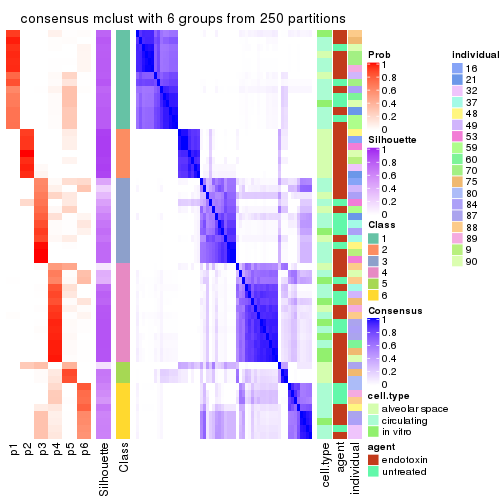 consensus mclust with 6 groups from 250 partitions
Prob
1
0.8
0.6
0.4
0.2
0
Silhouette
1
0.8
0.6
0.4
0.2
0
Class
1
2
3
4
5
6
Consensus
1
0.8
0.6
0.4
0.2
0
cell.type
alveolar space
circulating
in vitro
agent
endotoxin
untreated
individual
16
21
32
37
48
49
53
59
60
70
75
80
84
87
88
89
9
90
p1
p2
p3
p4
p5
p6
Silhouette
Class
cell.type
agent
individual